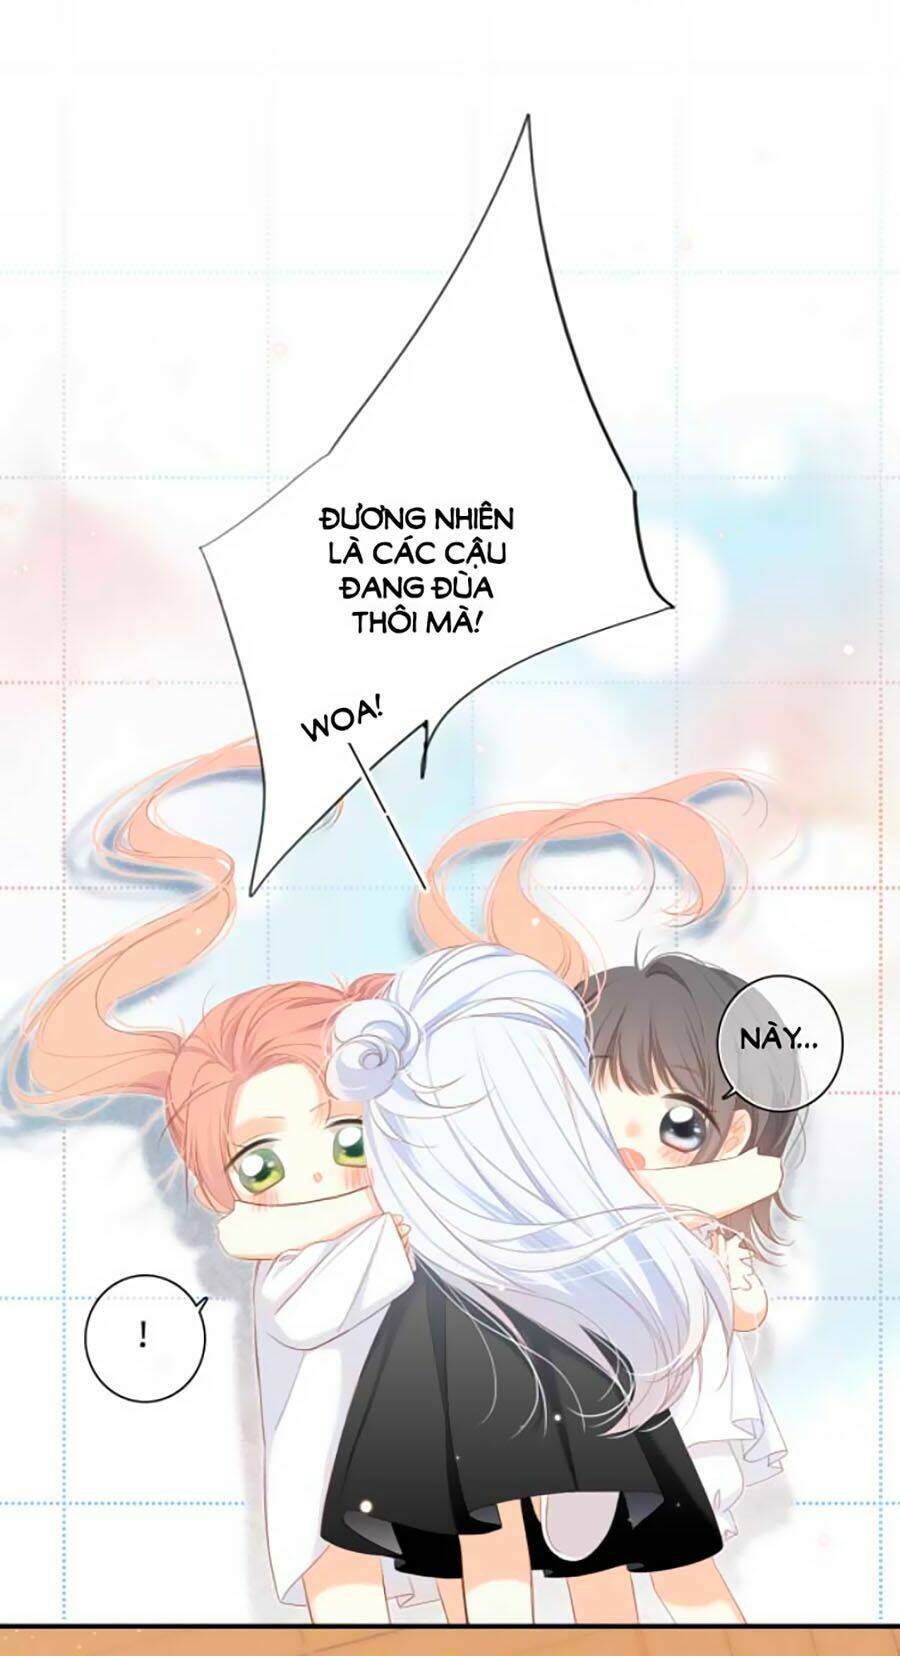 ĐƯƠNG NHIÊN
LÀ CÁC CẬU
ĐANG ĐÙA
THÔI MÀ!
WOA!
NÀY...
!